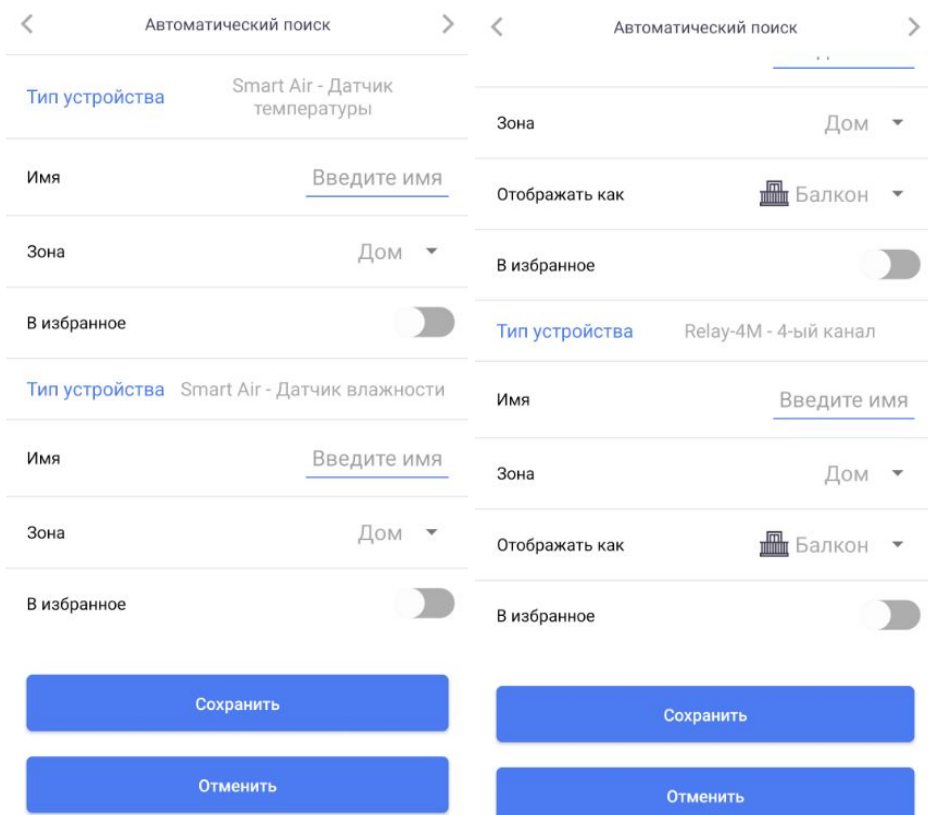 Автоматический поиск
Тип устройства Smart Air - Датчик
температуры
Имя Введите имя
Зона Дом
В избранное
Тип устройства Smart Air - Датчик влажности
Имя Введите имя
Зона Дом
В избранное
Сохранить
Отменить
Автоматический поиск
Зона Дом
Отображать как Балкон
В избранное
Тип устройства Relay-4M - 4-ый канал
Имя Введите имя
Зона Дом
Отображать как Балкон
В избранное
Сохранить
Отменить